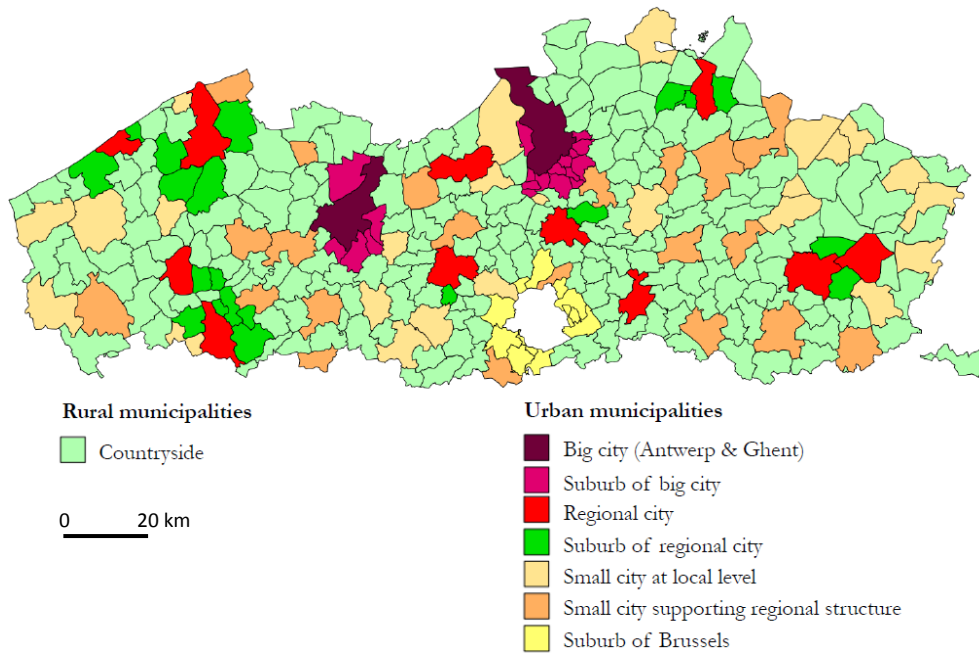 Rural municipalities
Countryside
0 20 km
Urban municipalities
Big city (Antwerp & Ghent)
Suburb of big city
Regional city
Suburb of regional city
Small city at local level
Small city supporting regional structure
Suburb of Brussels